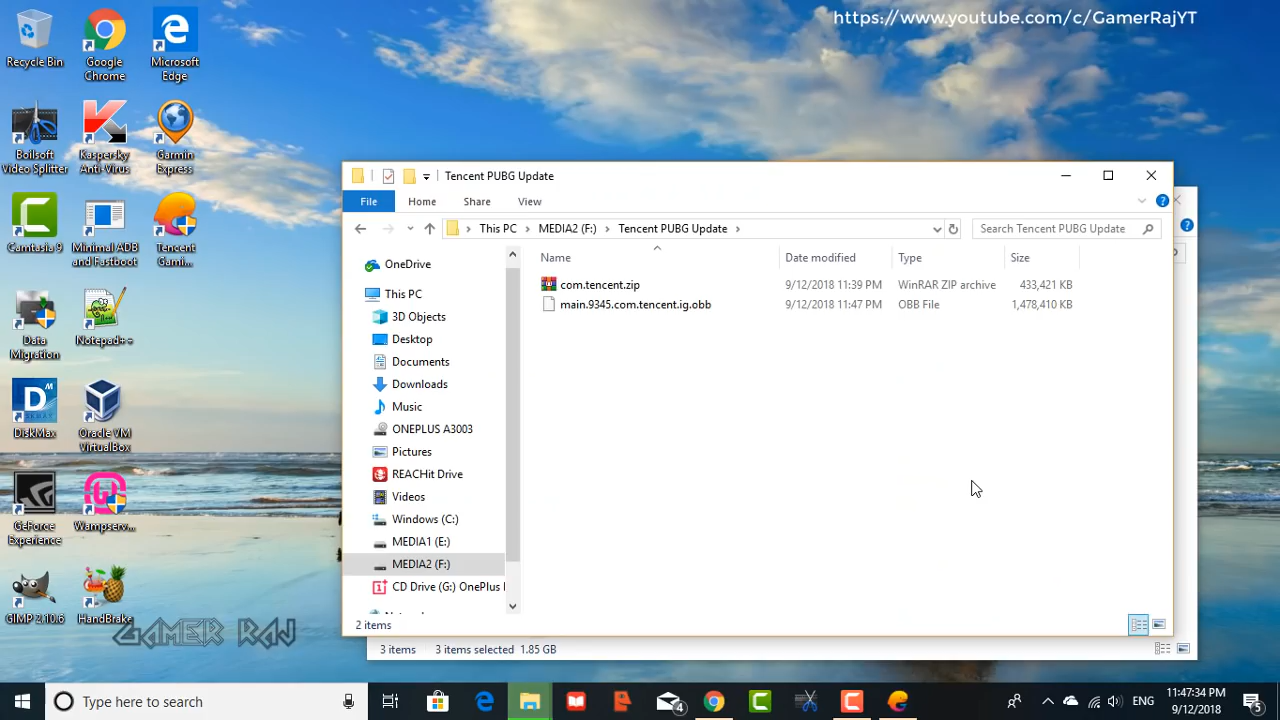 https://www.youtube.com/c/GamerRajYT
Recycle Bin
Google Chrome
Microsoft Edge
Boilsoft Video Splitter
Kaspersky Anti-Virus
Garmin Express
Camtasia 9
Minimal ADB and Fastboot
Tencent Gami...
Data Migration
Notepad++
DiskMax
Oracle VM VirtualBox
GeForce Experience
Wampserv...
GIMP 2.10.6
HandBrake
GAMER RAJ
Tencent PUBG Update
File Home Share View
This PC > MEDIA2 (F:) > Tencent PUBG Update >
Search Tencent PUBG Update
Name Date modified Type Size
com.tencent.zip 9/12/2018 11:39 PM WinRAR ZIP archive 433,421 KB
main.9345.com.tencent.ig.obb 9/12/2018 11:47 PM OBB File 1,478,410 KB
OneDrive
This PC
3D Objects
Desktop
Documents
Downloads
Music
ONEPLUS A3003
Pictures
REACHit Drive
Videos
Windows (C:)
MEDIA1 (E:)
MEDIA2 (F:)
CD Drive (G:) OnePlus
2 items
3 items 3 items selected 1.85 GB
Type here to search
4
ENG
11:47:34 PM
9/12/2018
5